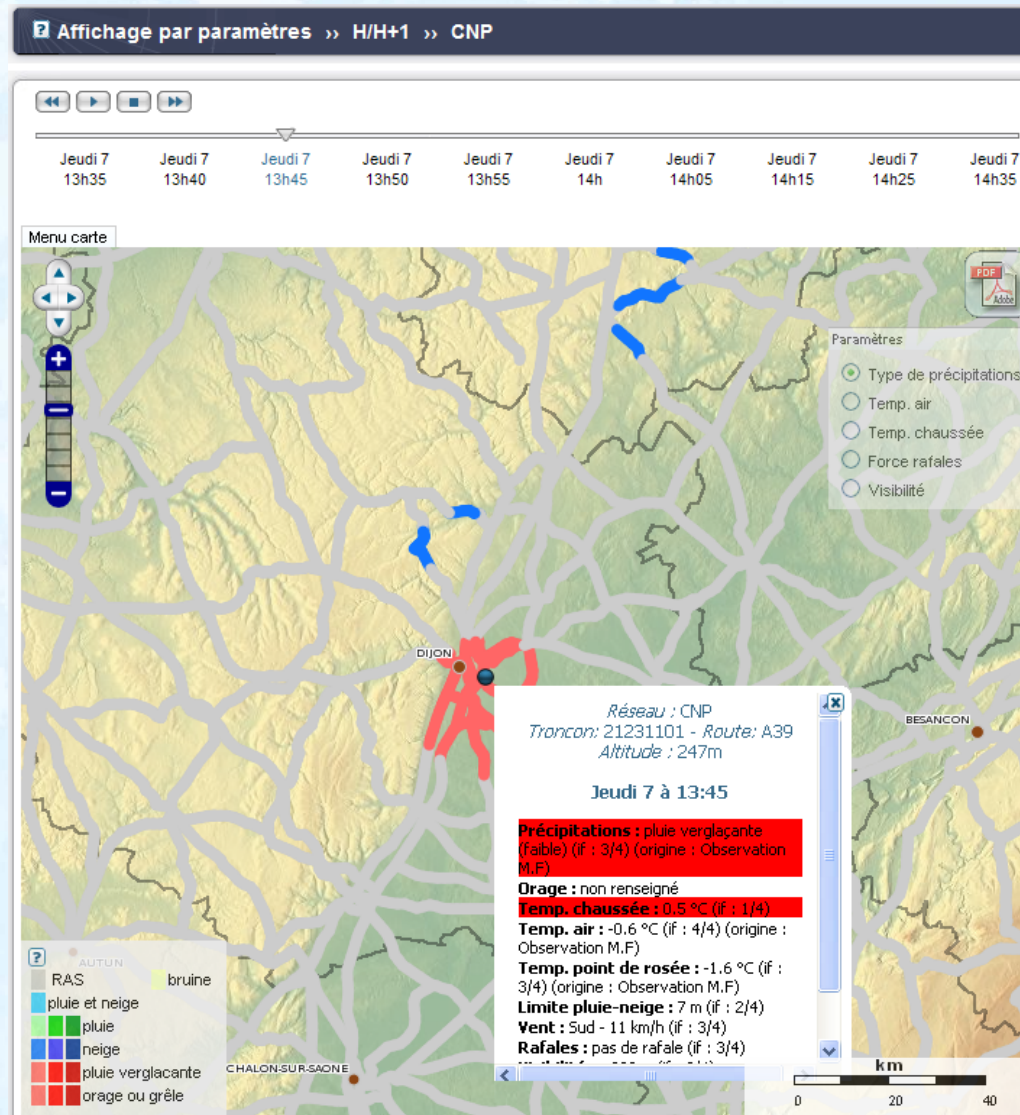 Affichage par paramètres ›› H/H+1 ›› CNP
Jeudi 7 Jeudi 7 Jeudi 7 Jeudi 7 Jeudi 7 Jeudi 7 Jeudi 7 Jeudi 7 Jeudi 7 Jeudi 7
13h35 13h40 13h45 13h50 13h55 14h 14h05 14h15 14h25 14h35
Menu carte
PDF
Adobe
Paramètres
Type de précipitations
Temp. air
Temp. chaussée
Force rafales
Visibilité
DIJON
BESANCON
Réseau : CNP
Troncon: 21231101 - Route: A39
Altitude : 247m
Jeudi 7 à 13:45
Précipitations : pluie verglaçante
(faible) (if : 3/4) (origine : Observation
M.F)
Orage : non renseigné
Temp. chaussée : 0.5 °C (if : 1/4)
Temp. air : -0.6 °C (if : 4/4) (origine :
Observation M.F)
Temp. point de rosée : -1.6 °C (if :
3/4) (origine : Observation M.F)
Limite pluie-neige : 7 m (if : 2/4)
Vent : Sud - 11 km/h (if : 3/4)
Rafales : pas de rafale (if : 3/4)
AUTUN
RAS bruine
pluie et neige
pluie
neige
pluie verglacante
orage ou grêle
CHALON-SUR-SAONE
km
0 20 40